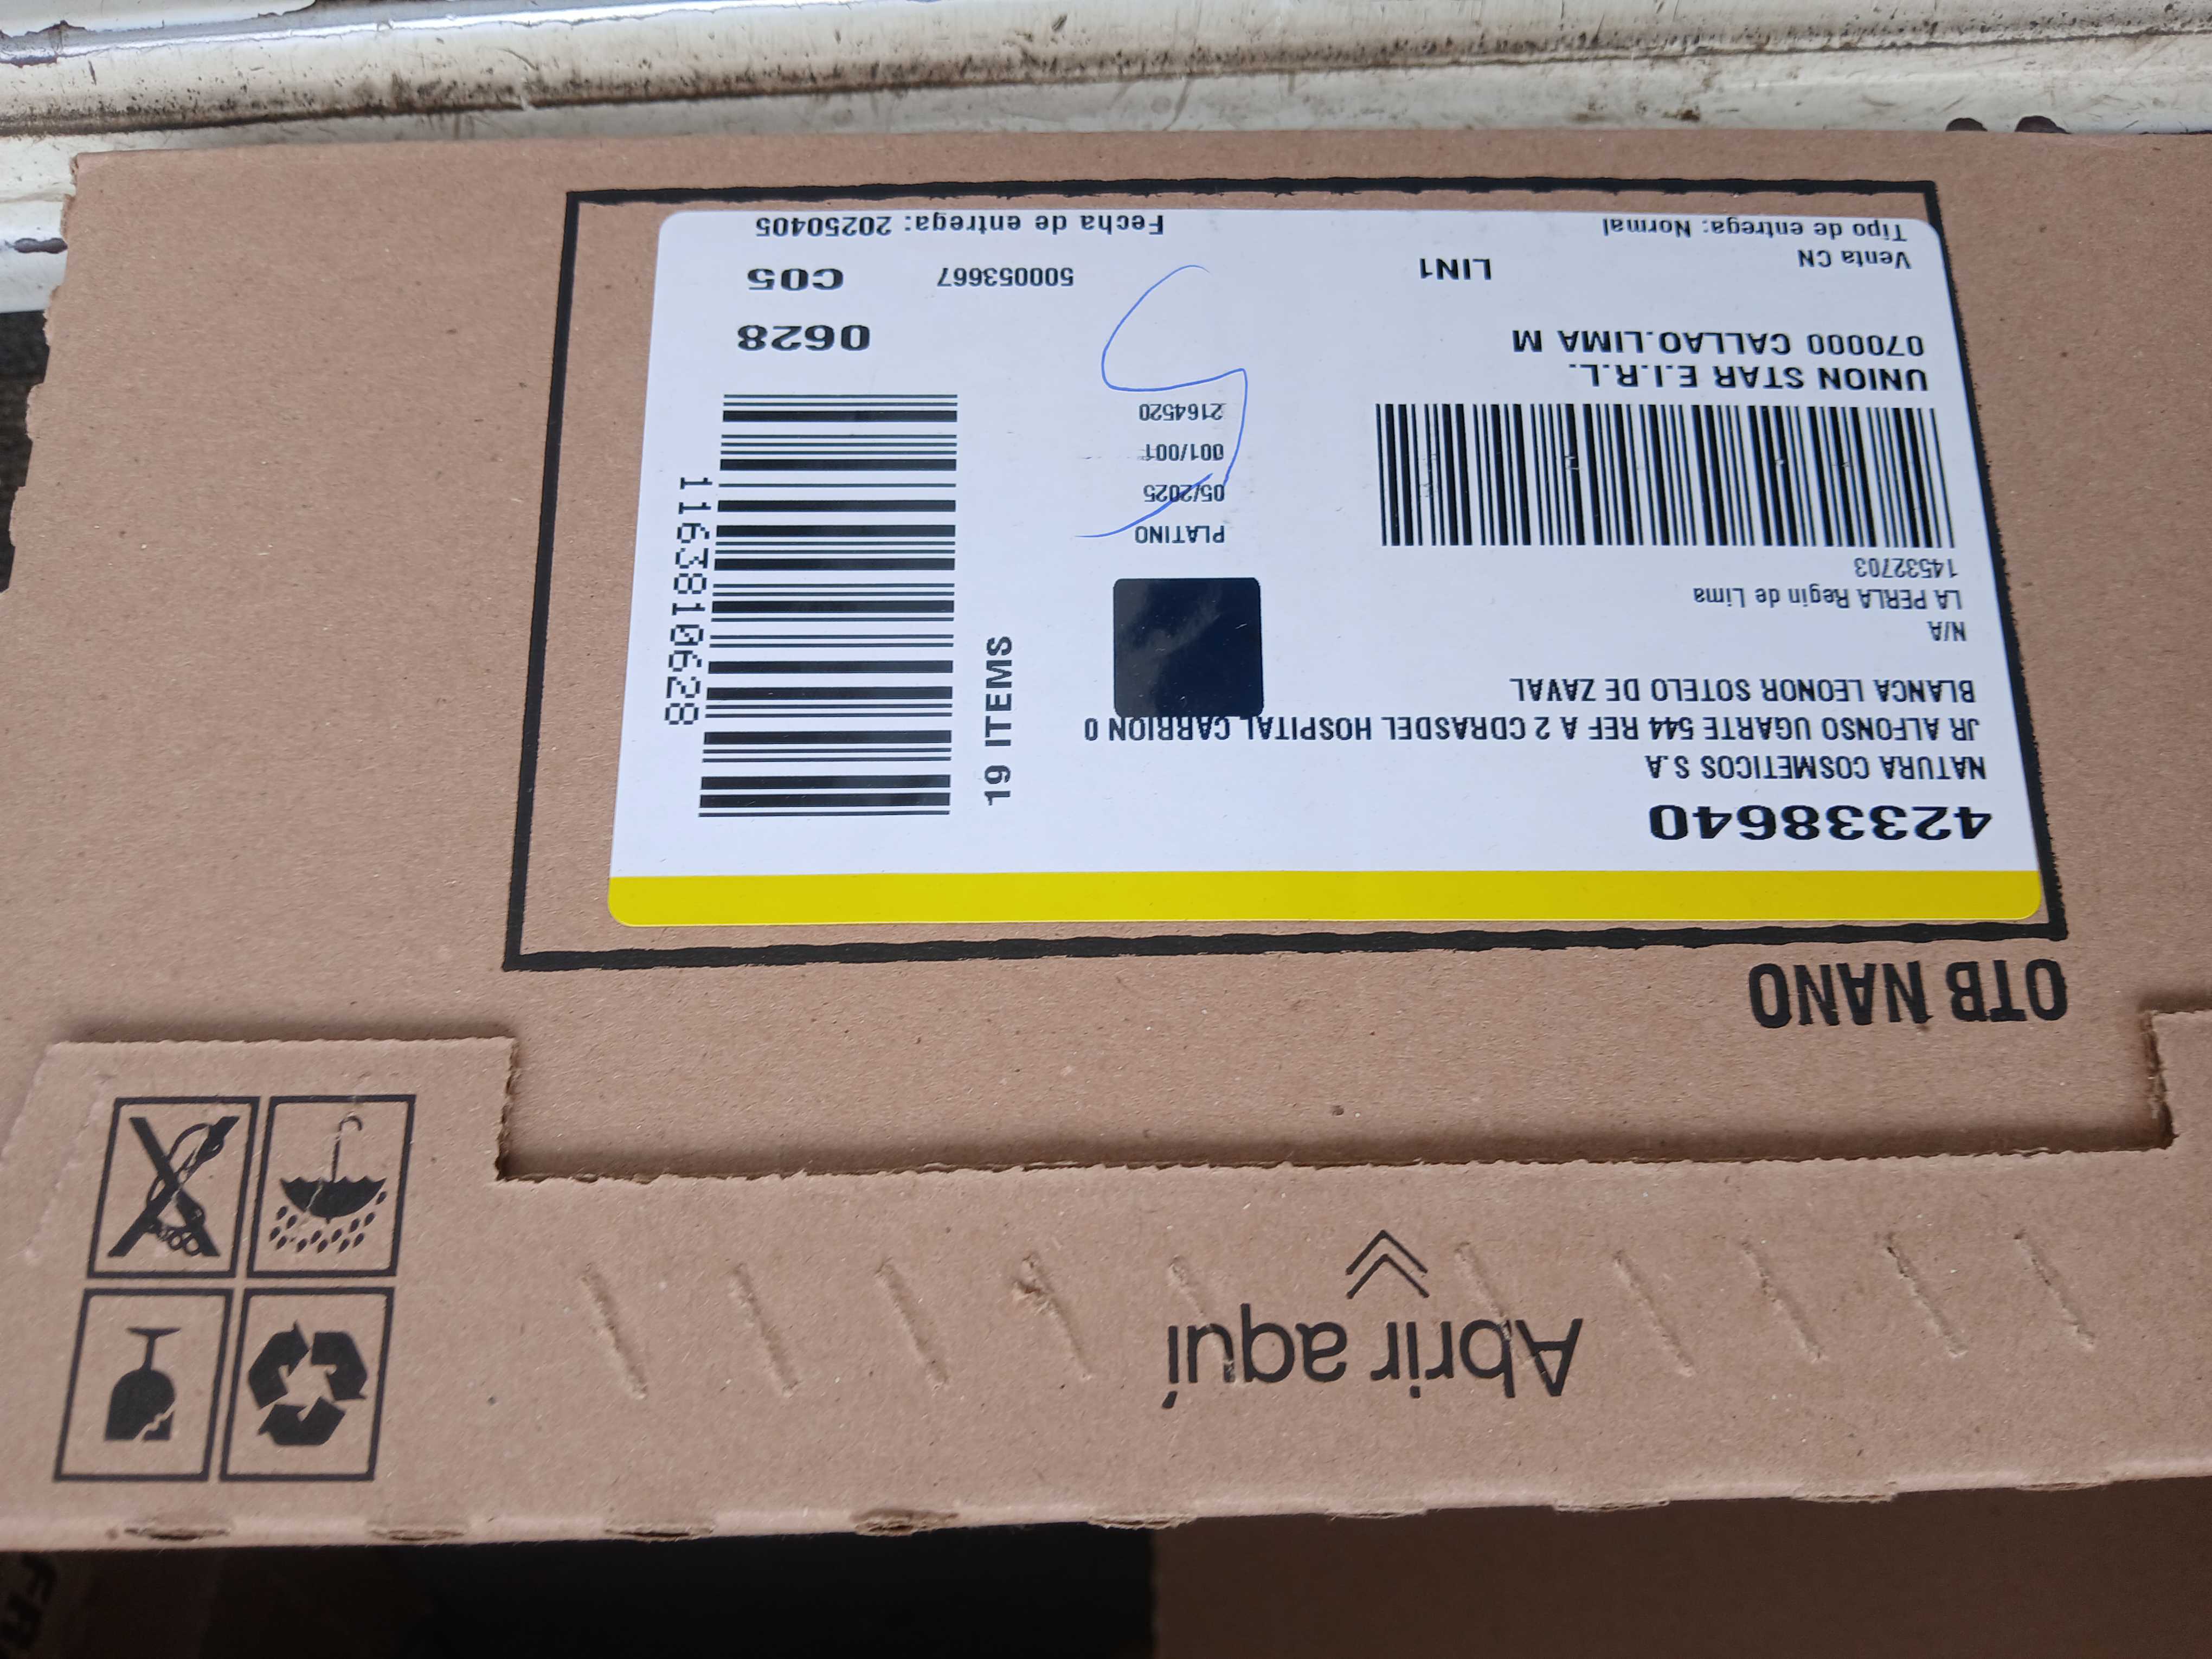 Abrir aquí
OTB NANO
42338640
NATURA COSMETICOS S.A
JR ALFONSO UGARTE 544 REF A 2 CDRASDEL HOSPITAL CARRION 0
BLANCA LEONOR SOTELO DE ZAVAL
N/A
LA PERLA Regin de Lima
14532703
UNION STAR E.I.R.L.
070000 CALLAO.LIMA M
Venta CN
LIN1
Tipo de entrega: Normal
PLATINO
05/2025
001/001
2164520
19 ITEMS
1163810628
0628
500053667
C05
Fecha de entrega: 20250405